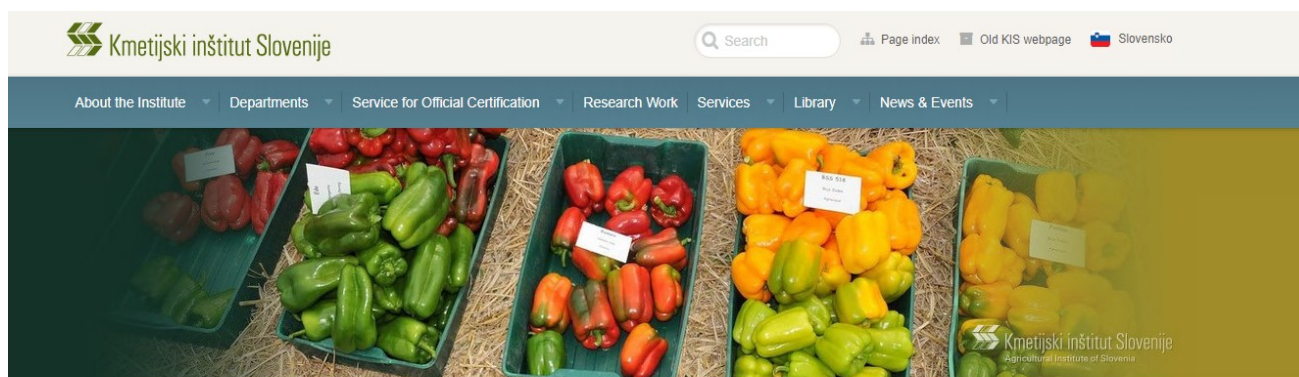 Kmetijski inštitut Slovenije
Search
Page index
Old KIS webpage
Slovensko
About the Institute
Departments
Service for Official Certification
Research Work
Services
Library
News & Events
BSS 518
Kmetijski inštitut Slovenije
Agricultural Institute of Slovenia